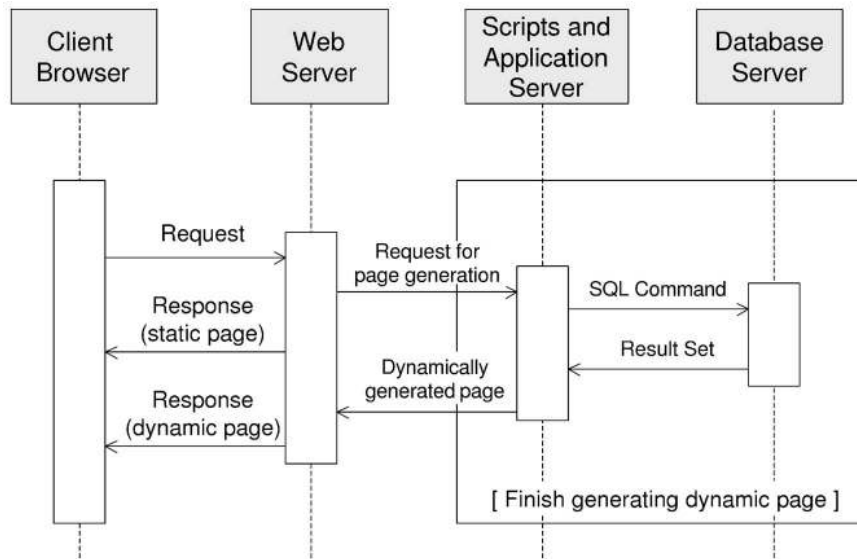 Client
Browser
Web
Server
Scripts and
Application
Server
Database
Server
Request
Request for
page generation
SQL Command
Response
(static page)
Result Set
Dynamically
generated page
Response
(dynamic page)
[ Finish generating dynamic page ]